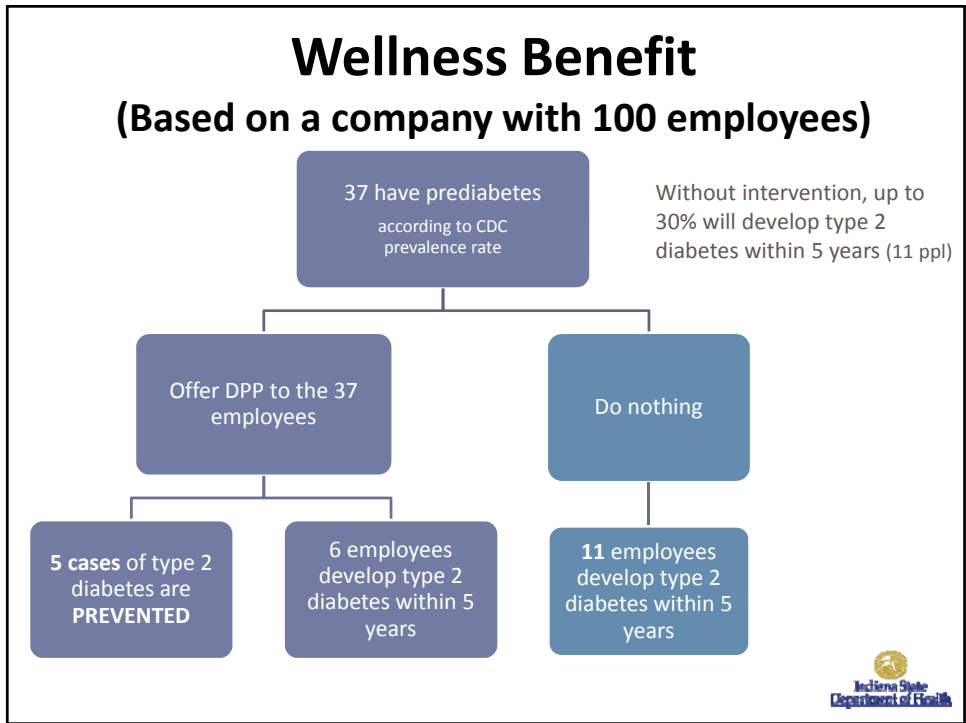 Wellness Benefit
(Based on a company with 100 employees)
37 have prediabetes
according to CDC
prevalence rate
Without intervention, up to
30% will develop type 2
diabetes within 5 years (11 ppl)
Offer DPP to the 37
employees
Do nothing
5 cases of type 2
diabetes are
PREVENTED
6 employees
develop type 2
diabetes within 5
years
11 employees
develop type 2
diabetes within 5
years
Indiana State
Department of Health